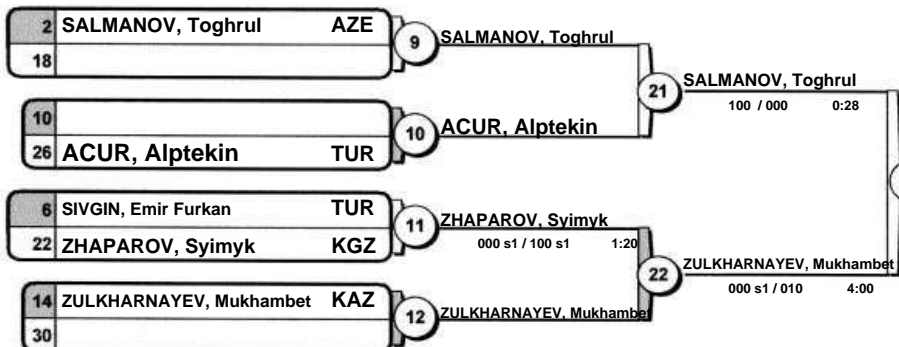 2 SALMANOV, Toghrul AZE
18
9
SALMANOV, Toghrul
10
26 ACUR, Alptekin TUR
10
ACUR, Alptekin
21
SALMANOV, Toghrul
100 / 000 0:28
6 SIVGIN, Emir Furkan TUR
22 ZHAPAROV, Syimyk KGZ
11
ZHAPAROV, Syimyk
000 s1 / 100 s1 1:20
14 ZULKHARNAYEV, Mukhambet KAZ
30
12
ZULKHARNAYEV, Mukhambet
22
ZULKHARNAYEV, Mukhambet
000 s1 / 010 4:00